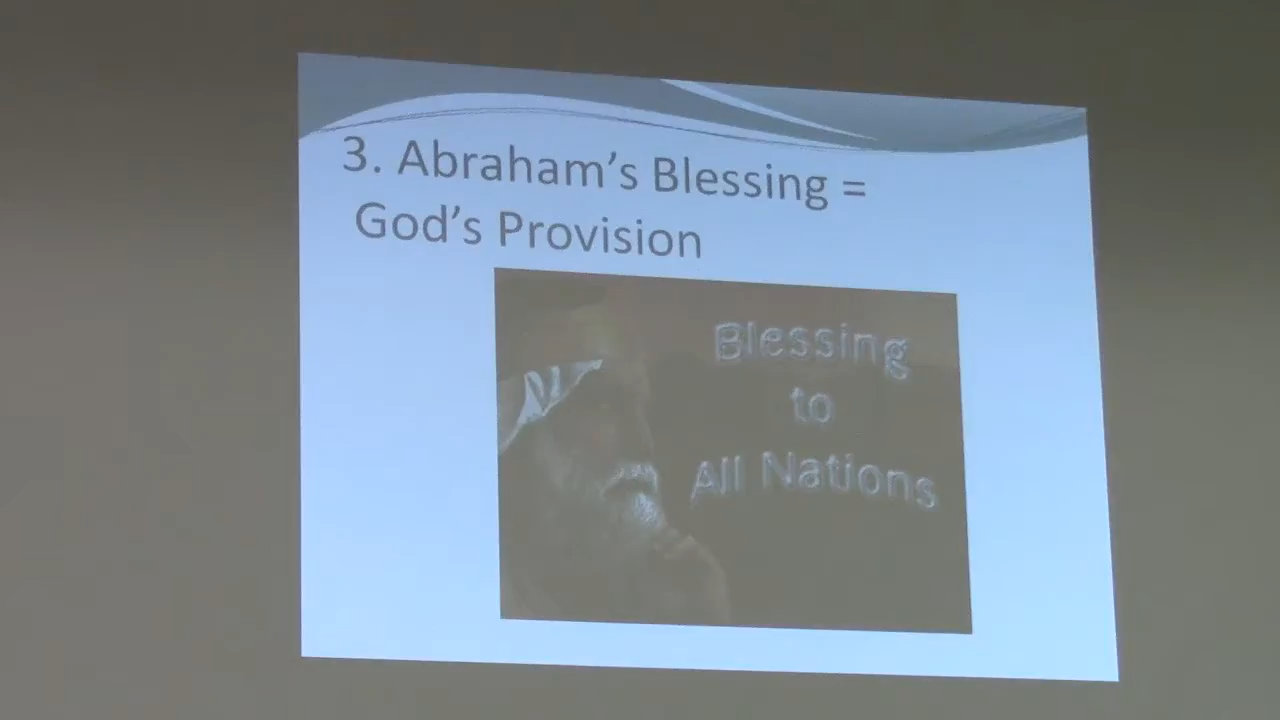 3. Abraham’s Blessing =
God’s Provision
Blessing
to
All Nations